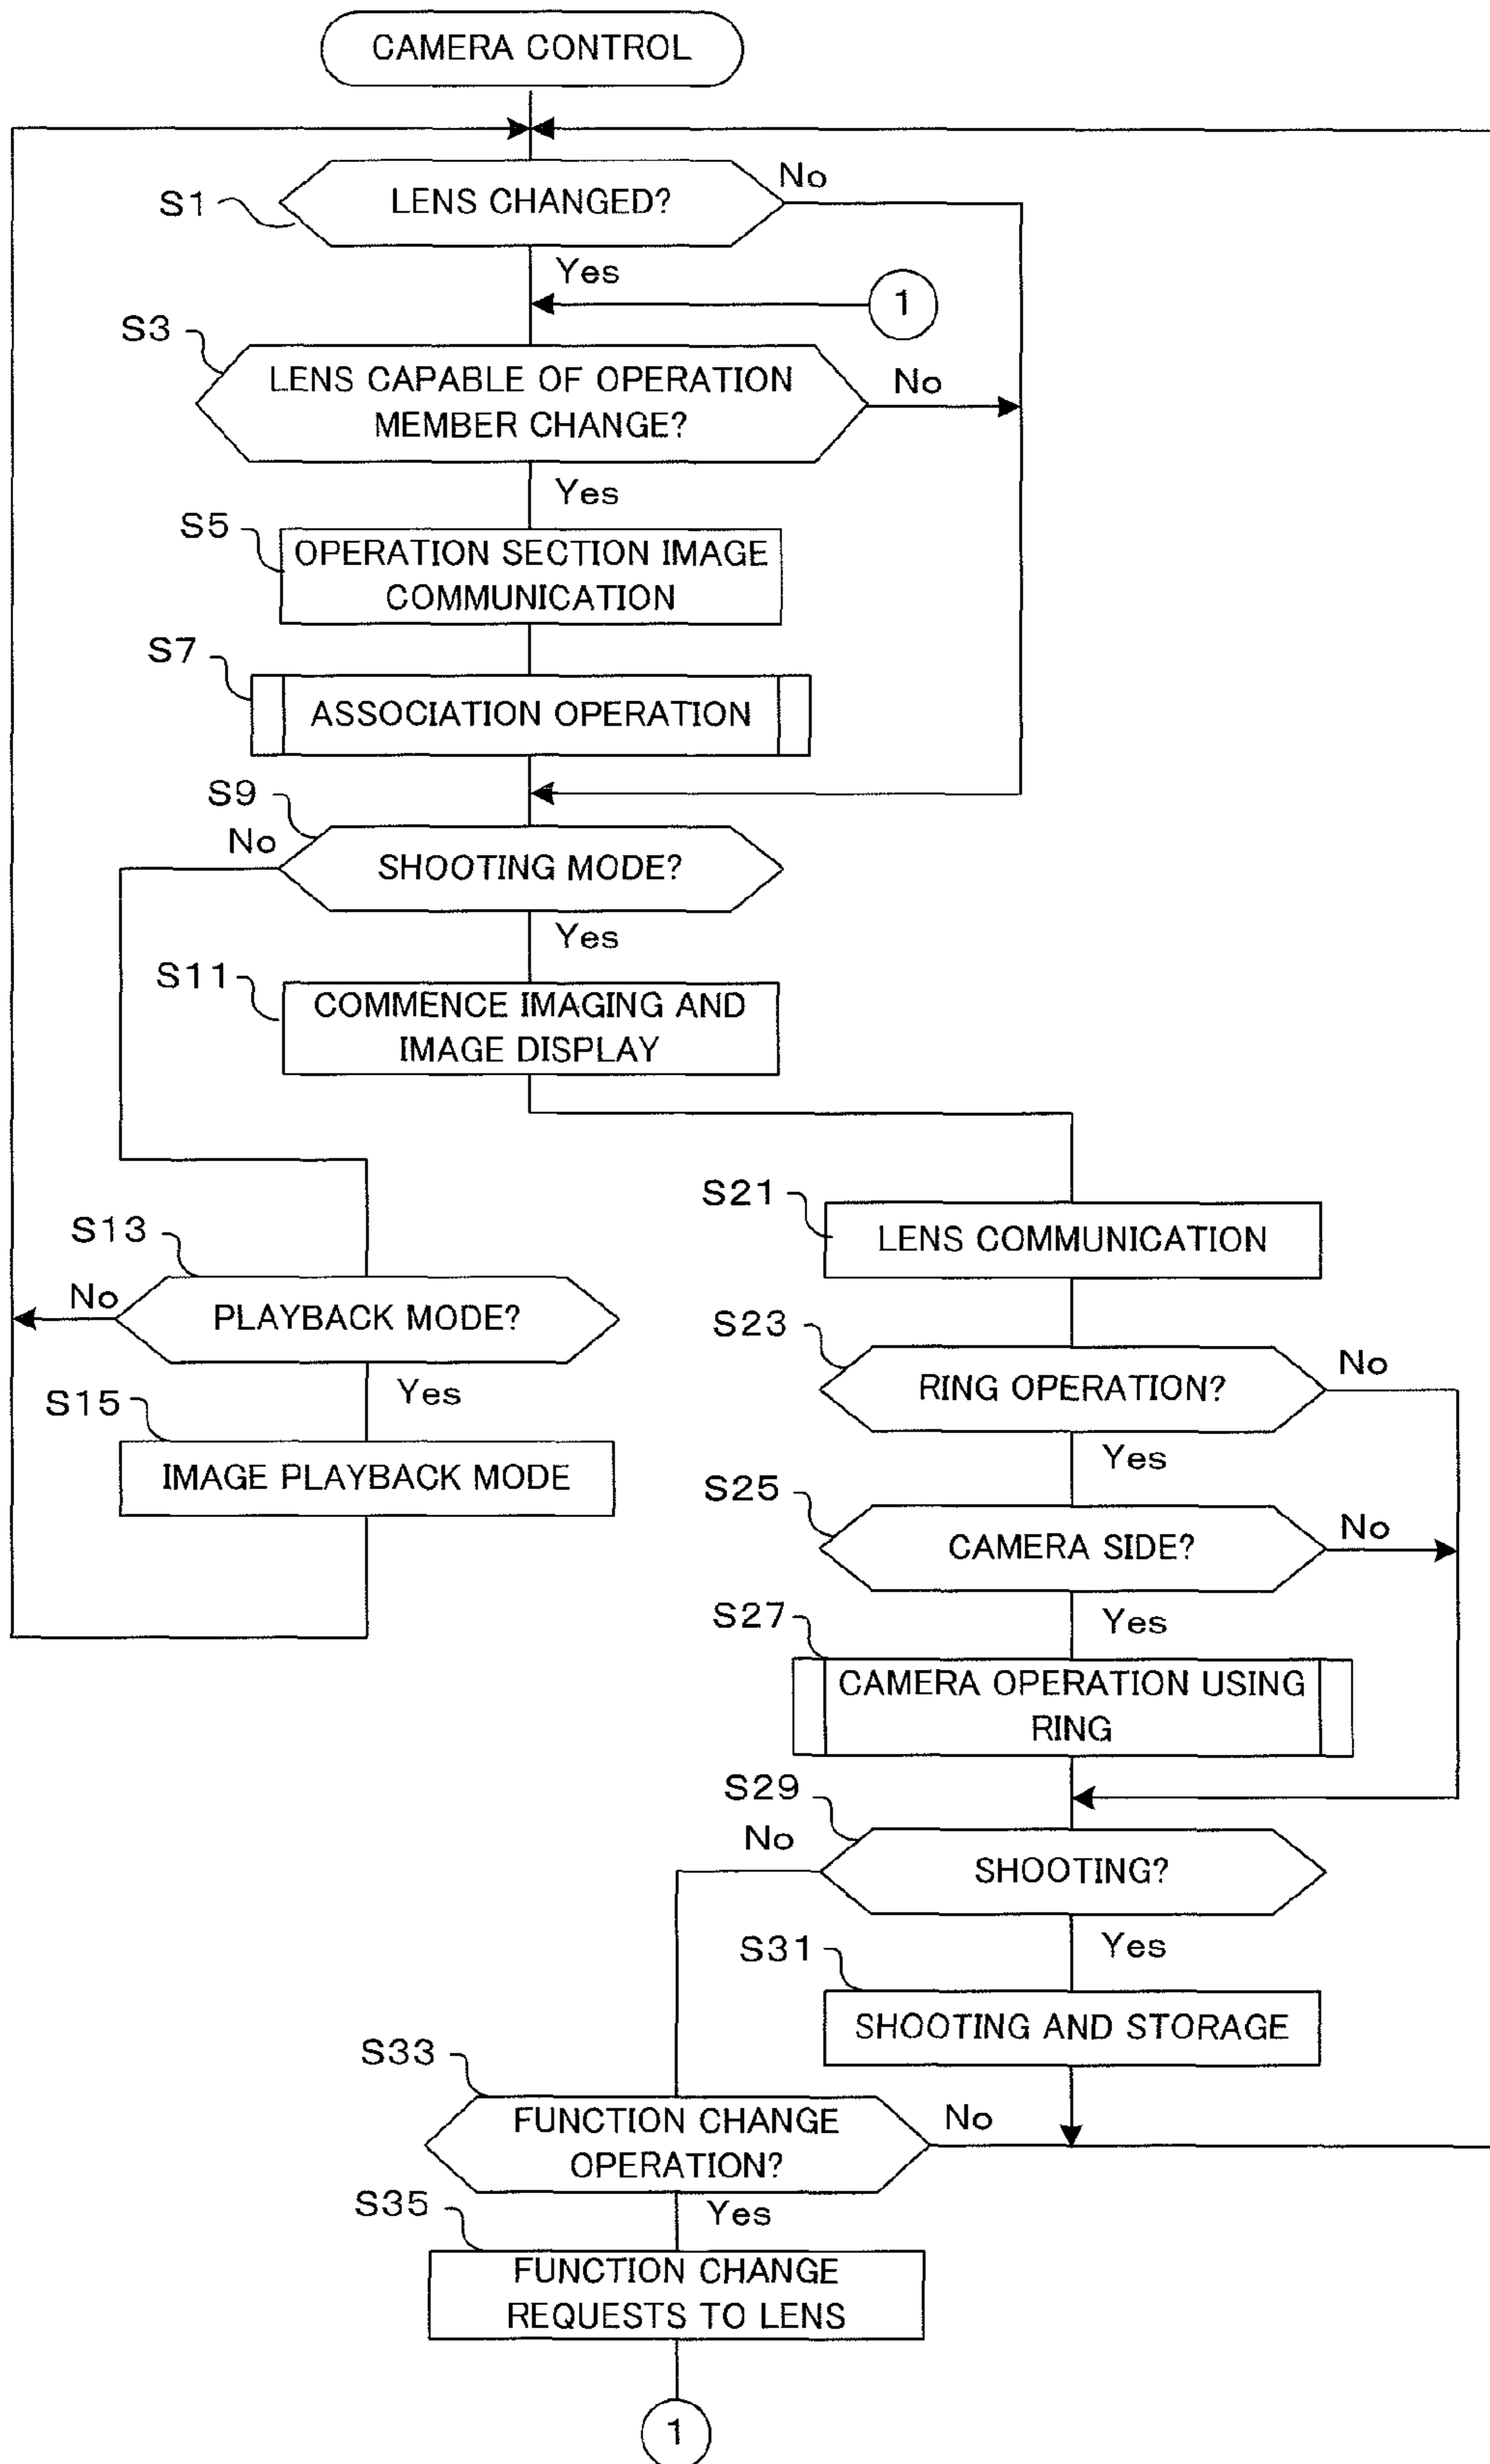 CAMERA CONTROL
S1
LENS CHANGED?
No
Yes
1
S3
LENS CAPABLE OF OPERATION
MEMBER CHANGE?
No
Yes
S5
OPERATION SECTION IMAGE
COMMUNICATION
S7
ASSOCIATION OPERATION
S9
No
SHOOTING MODE?
Yes
S11
COMMENCE IMAGING AND
IMAGE DISPLAY
S13
No
PLAYBACK MODE?
Yes
S15
IMAGE PLAYBACK MODE
S21
LENS COMMUNICATION
S23
RING OPERATION?
No
Yes
S25
CAMERA SIDE?
No
Yes
S27
CAMERA OPERATION USING
RING
S29
No
SHOOTING?
Yes
S31
SHOOTING AND STORAGE
S33
FUNCTION CHANGE
OPERATION?
No
Yes
S35
FUNCTION CHANGE
REQUESTS TO LENS
1